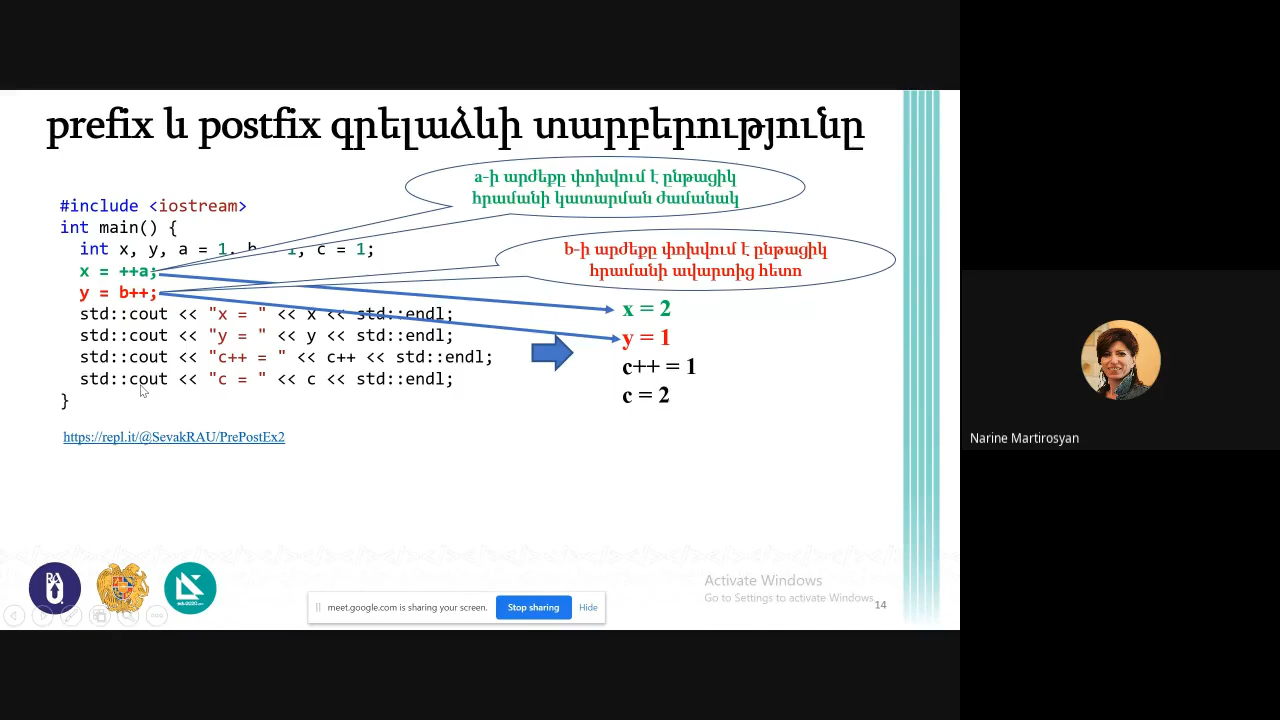 prefix և postfix գրելաձևի տարբերությունը
a-ի արժեքը փոխվում է ընթացիկ
հրամանի կատարման ժամանակ
b-ի արժեքը փոխվում է ընթացիկ
հրամանի ավարտից հետո
#include <iostream>
int main() {
int x, y, a = 1, b 1, c = 1;
x = ++a;
y = b++;
std::cout << "x = " << x << std::endl;
std::cout << "y = " << y << std::endl;
std::cout << "c++ = " << c++ << std::endl;
std::cout << "c = " << c << std::endl;
}
x = 2
y = 1
c++ = 1
c = 2
https://repl.it/@SevakRAU/PrePostEx2
Narine Martirosyan
Activate Windows
Go to Settings to activate Windows.
14
meet.google.com is sharing your screen. Stop sharing Hide